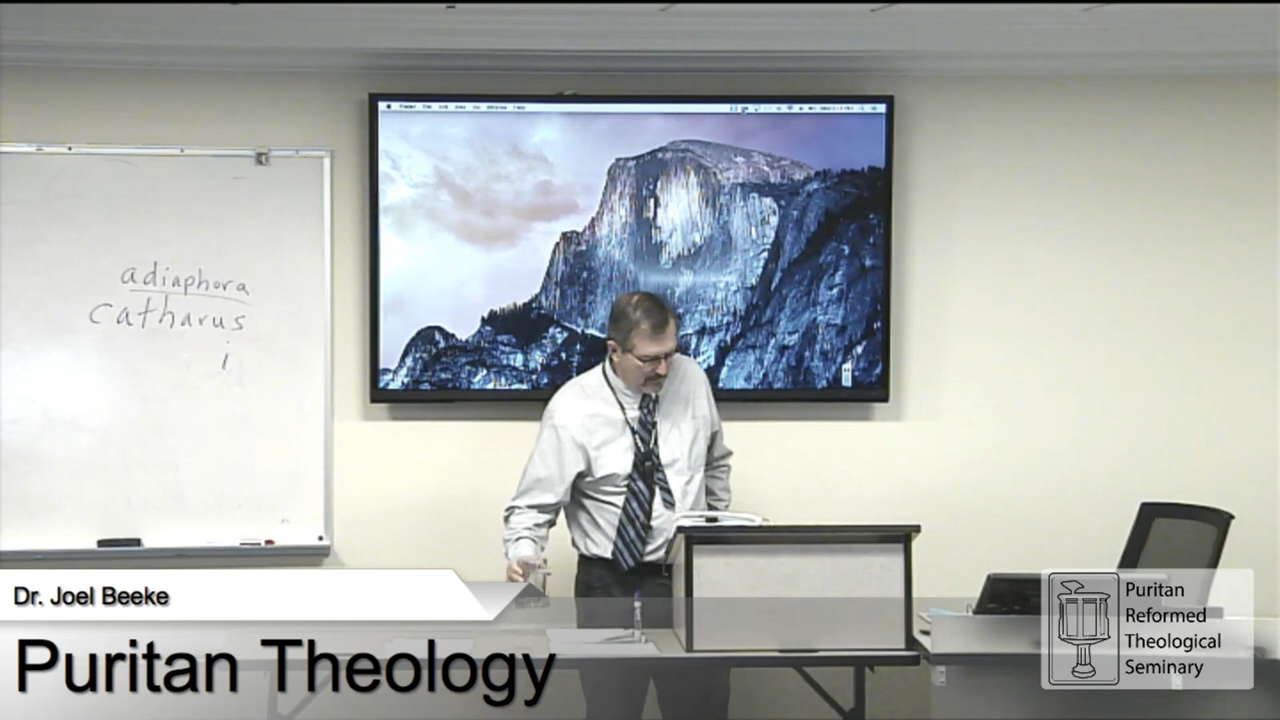 adiaphora
catharus
i
Dr. Joel Beeke
Puritan Theology
Puritan
Reformed
Theological
Seminary